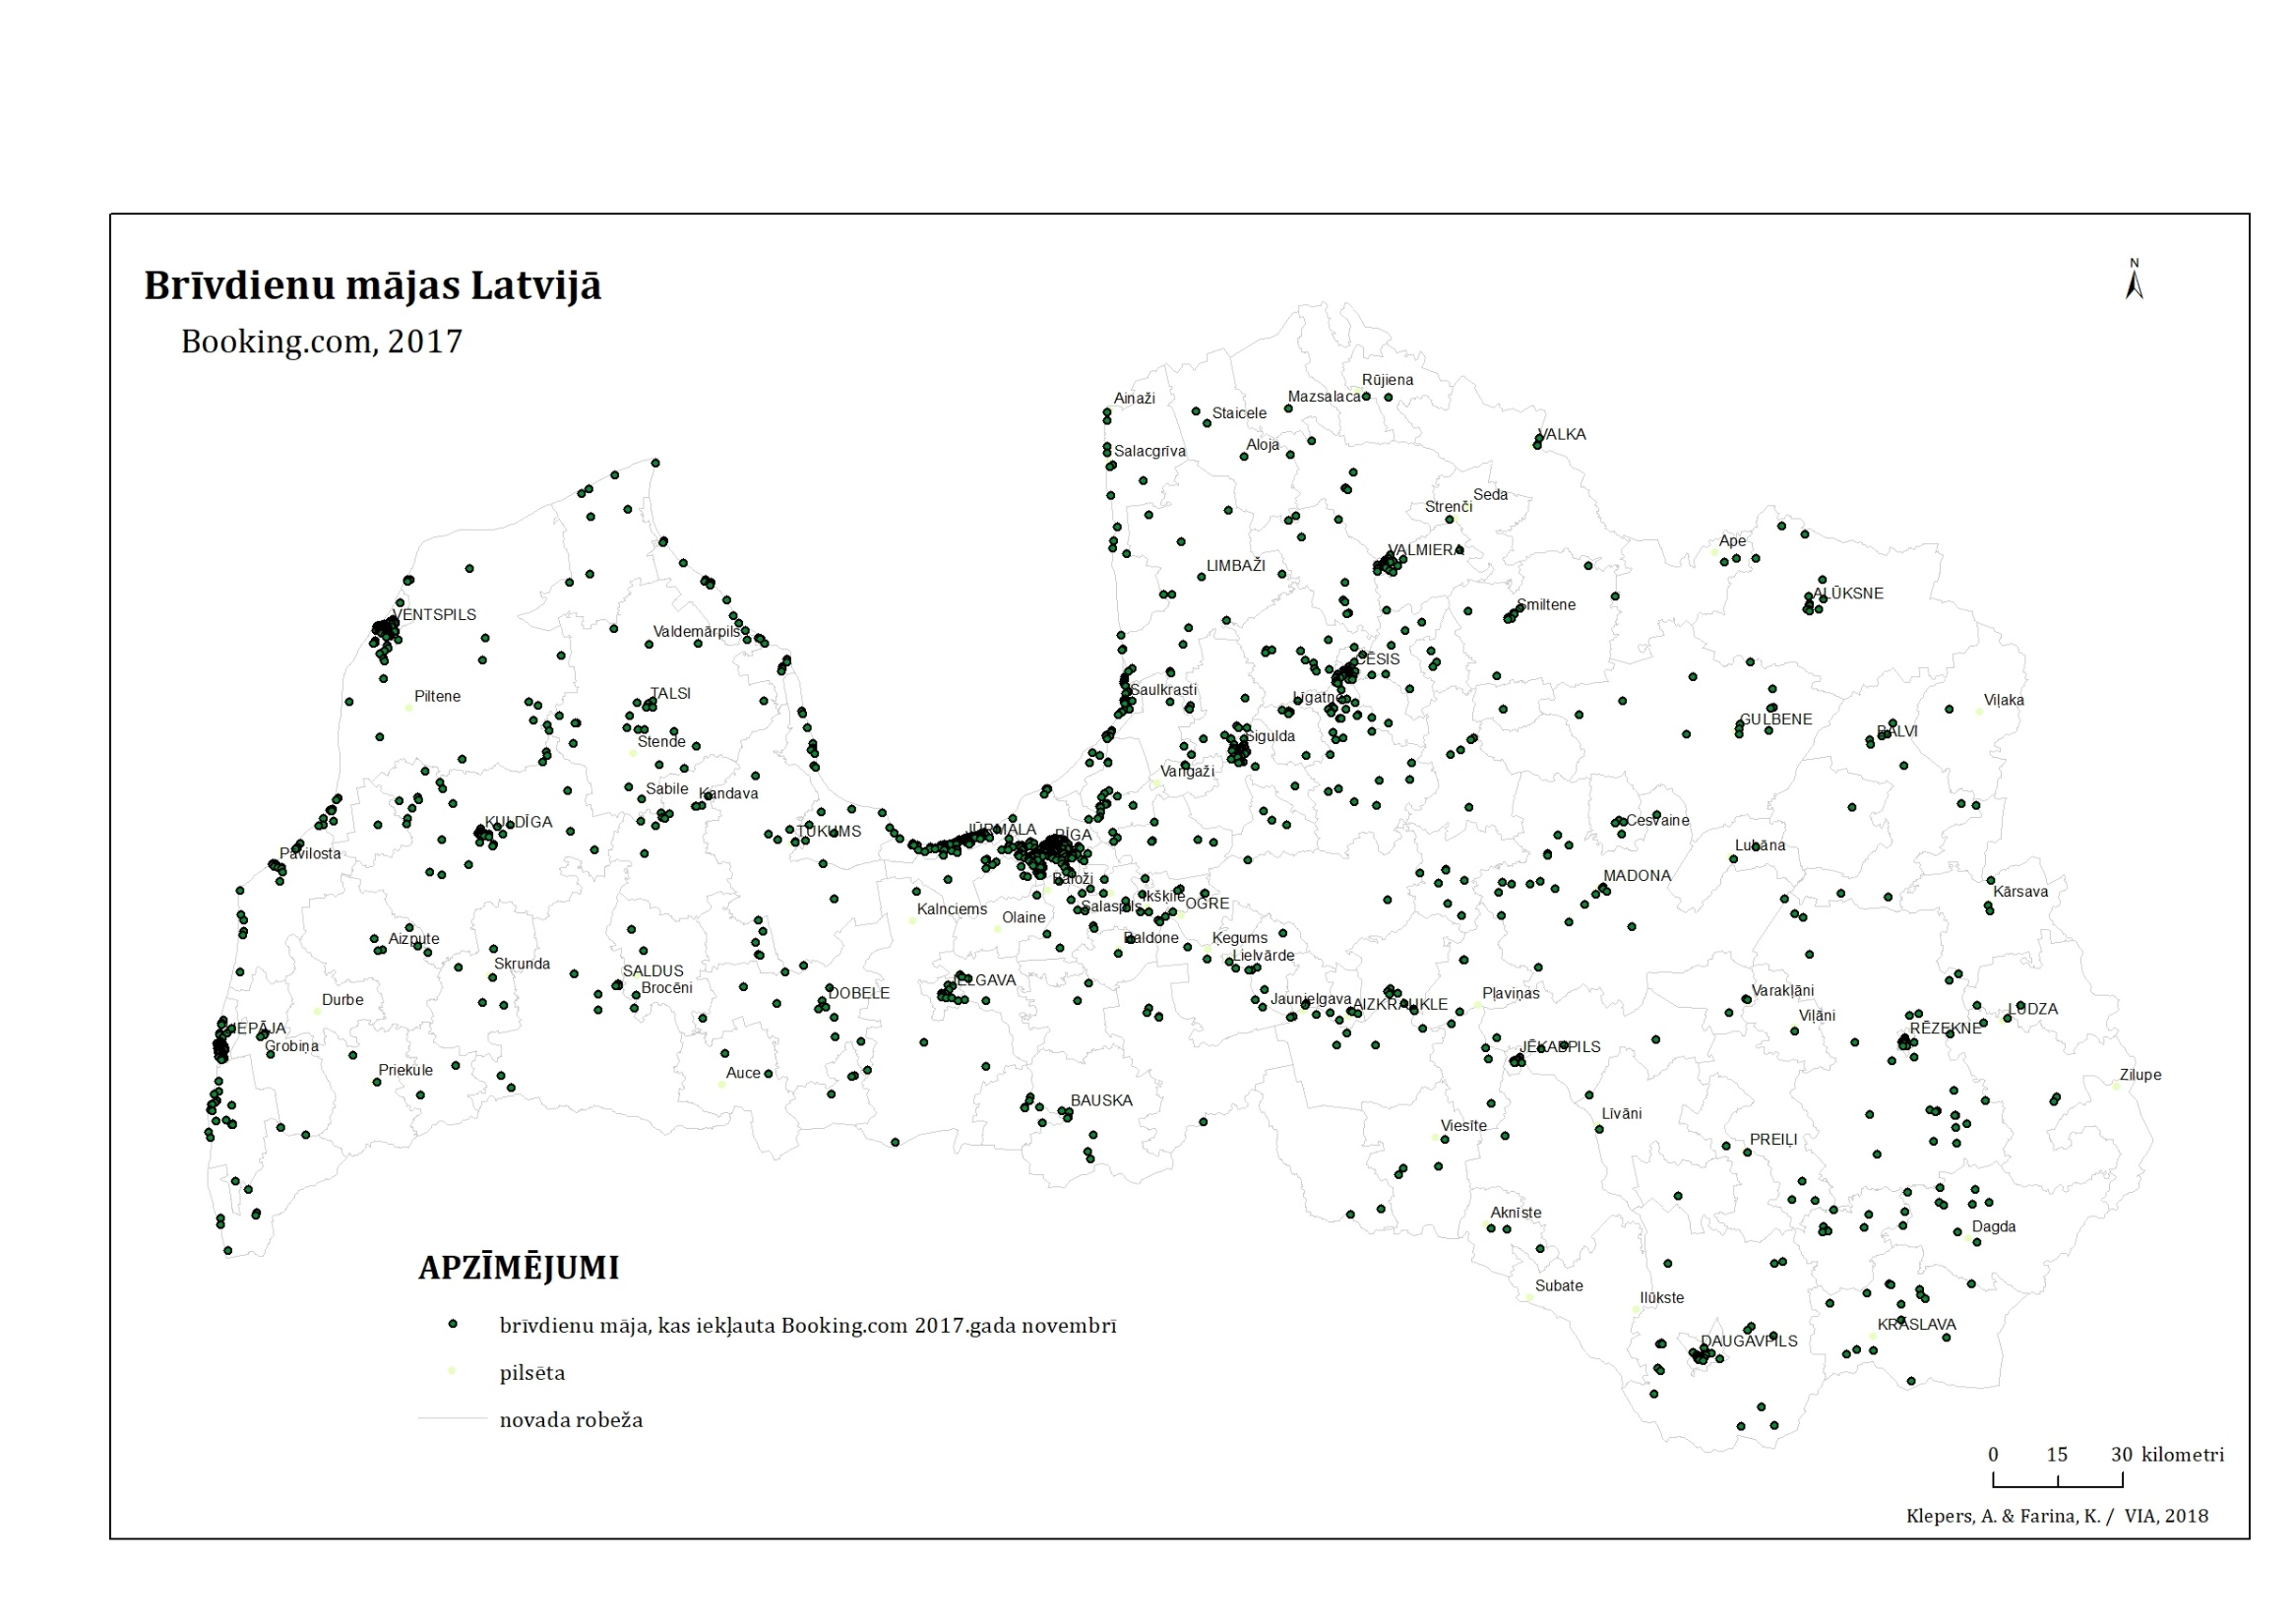 Brīvdienu mājas Latvijā
Booking.com, 2017
N
Rūjiena
Ainaži
Mazsalaca
Staicele
VALKA
Aloja
Salacgrīva
Seda
Strenči
Ape
VALMIERA
LIMBAŽI
ALŪKSNE
Smiltene
VENTSPILS
Valdemārpils
CĒSIS
Saulkrasti
TALSI
Piltene
Līgatne
Viļaka
GULBENE
BALVI
Sigulda
Stende
Vangaži
Sabile
Kandava
Cesvaine
KULDĪGA
TUKUMS
JŪRMALA
RĪGA
Lubāna
Pāvilosta
MADONA
Baloži
Kārsava
Ikšķile
OGRE
Salaspils
Kalnciems
Olaine
Aizpute
Baldone
Ķegums
Lielvārde
Skrunda
SALDUS
Brocēni
JELGAVA
DOBELE
Durbe
Jaunjelgava
AIZKRAUKLE
Pļaviņas
Varakļāni
Viļāni
LUDZA
LIEPĀJA
RĒZEKNE
Grobiņa
JĒKABPILS
Priekule
Auce
Zilupe
BAUSKA
Līvāni
Viesīte
PREIĻI
Aknīste
Dagda
Subate
Ilūkste
KRĀSLAVA
DAUGAVPILS
APZĪMĒJUMI
brīvdienu māja, kas iekļauta Booking.com 2017.gada novembrī
pilsēta
novada robeža
0 15 30 kilometri
Klepers, A. & Farina, K. / VIA, 2018